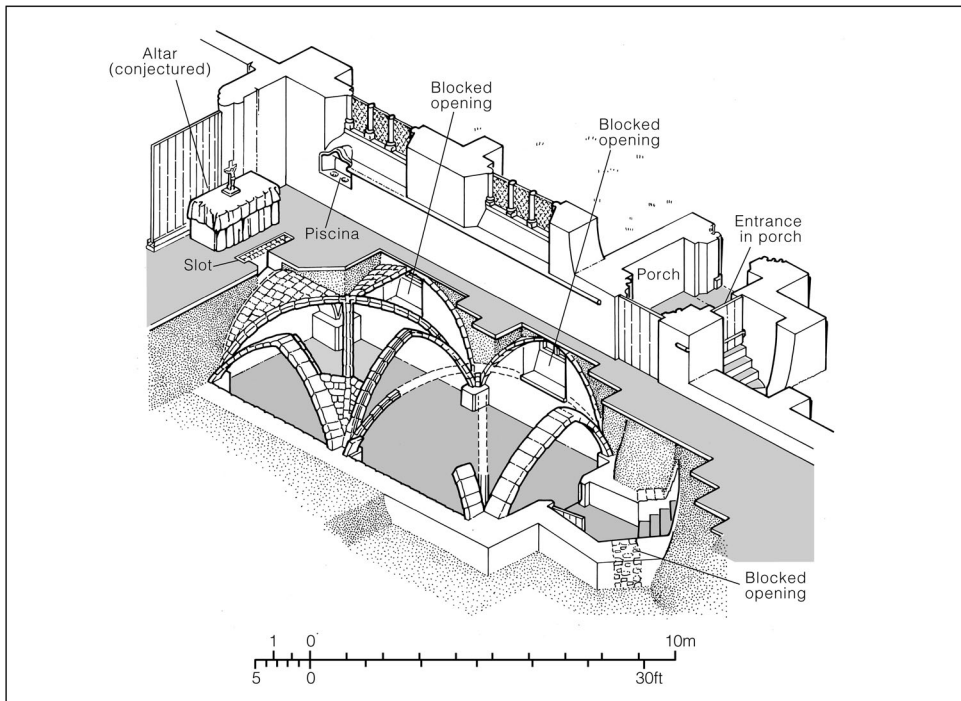 Altar
(conjectured)
Blocked
opening
Blocked
opening
Piscina
Slot
Entrance
in porch
Porch
Blocked
opening
1 0 10m
5 0 30ft